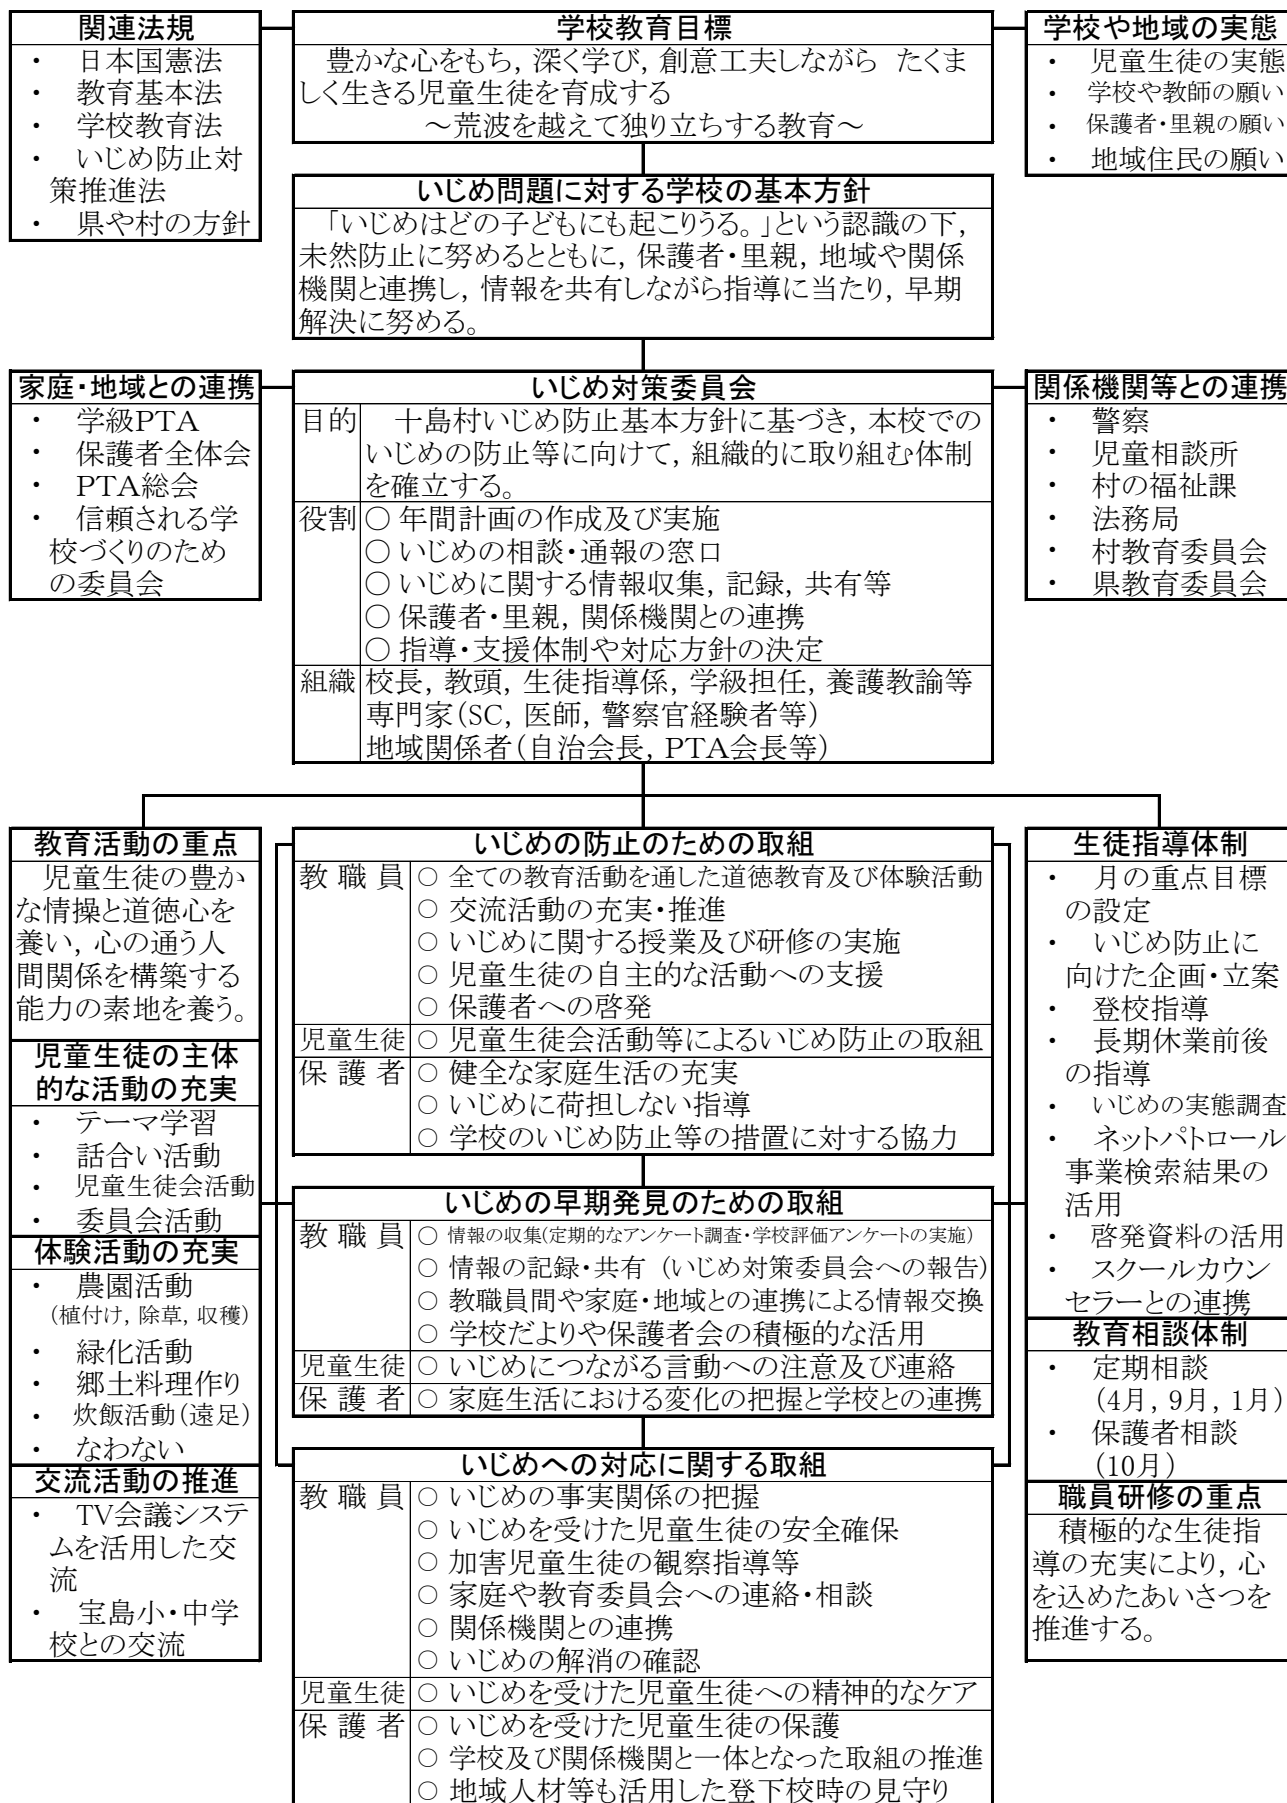 関連法規
・　日本国憲法
・　教育基本法
・　学校教育法
・　いじめ防止対
策推進法
・　県や村の方針
学校教育目標
豊かな心をもち，深く学び，創意工夫しながら　たくま
しく生きる児童生徒を育成する
～荒波を越えて独り立ちする教育～
学校や地域の実態
・　児童生徒の実態
・　学校や教師の願い
・　保護者・里親の願い
・　地域住民の願い
いじめ問題に対する学校の基本方針
「いじめはどの子どもにも起こりうる。」という認識の下，
未然防止に努めるとともに，保護者・里親，地域や関係
機関と連携し，情報を共有しながら指導に当たり，早期
解決に努める。
家庭・地域との連携
・　学級PTA
・　保護者全体会
・　PTA総会
・　信頼される学
校づくりのため
の委員会
いじめ対策委員会
目的　十島村いじめ防止基本方針に基づき，本校での
いじめの防止等に向けて，組織的に取り組む体制
を確立する。
役割 ○ 年間計画の作成及び実施
○ いじめの相談・通報の窓口
○ いじめに関する情報収集，記録，共有等
○ 保護者・里親，関係機関との連携
○ 指導・支援体制や対応方針の決定
組織 校長，教頭，生徒指導係，学級担任，養護教諭等
専門家（SC，医師，警察官経験者等）
地域関係者（自治会長，PTA会長等）
関係機関等との連携
・　警察
・　児童相談所
・　村の福祉課
・　法務局
・　村教育委員会
・　県教育委員会
教育活動の重点
児童生徒の豊か
な情操と道徳心を
養い，心の通う人
間関係を構築する
能力の素地を養う。
児童生徒の主体
的な活動の充実
・　テーマ学習
・　話合い活動
・　児童生徒会活動
・　委員会活動
体験活動の充実
・　農園活動
（植付け，除草，収穫）
・　緑化活動
・　郷土料理作り
・　炊飯活動（遠足）
・　なわない
交流活動の推進
・　TV会議システ
ムを活用した交
流
・　宝島小・中学
校との交流
いじめの防止のための取組
教 職 員 ○ 全ての教育活動を通した道徳教育及び体験活動
○ 交流活動の充実・推進
○ いじめに関する授業及び研修の実施
○ 児童生徒の自主的な活動への支援
○ 保護者への啓発
児童生徒 ○ 児童生徒会活動等によるいじめ防止の取組
保 護 者 ○ 健全な家庭生活の充実
○ いじめに荷担しない指導
○ 学校のいじめ防止等の措置に対する協力
いじめの早期発見のための取組
教 職 員 ○ 情報の収集（定期的なアンケート調査・学校評価アンケートの実施）
○ 情報の記録・共有（いじめ対策委員会への報告）
○ 教職員間や家庭・地域との連携による情報交換
○ 学校だよりや保護者会の積極的な活用
児童生徒 ○ いじめにつながる言動への注意及び連絡
保 護 者 ○ 家庭生活における変化の把握と学校との連携
いじめへの対応に関する取組
教 職 員 ○ いじめの事実関係の把握
○ いじめを受けた児童生徒の安全確保
○ 加害児童生徒の観察指導等
○ 家庭や教育委員会への連絡・相談
○ 関係機関との連携
○ いじめの解消の確認
児童生徒 ○ いじめを受けた児童生徒への精神的なケア
保 護 者 ○ いじめを受けた児童生徒の保護
○ 学校及び関係機関と一体となった取組の推進
○ 地域人材等も活用した登下校時の見守り
生徒指導体制
・　月の重点目標
の設定
・　いじめ防止に
向けた企画・立案
・　登校指導
・　長期休業前後
の指導
・　いじめの実態調査
・　ネットパトロール
事業検索結果の
活用
・　啓発資料の活用
・　スクールカウン
セラーとの連携
教育相談体制
・　定期相談
（4月，9月，1月）
・　保護者相談
（10月）
職員研修の重点
積極的な生徒指
導の充実により，心
を込めたあいさつを
推進する。